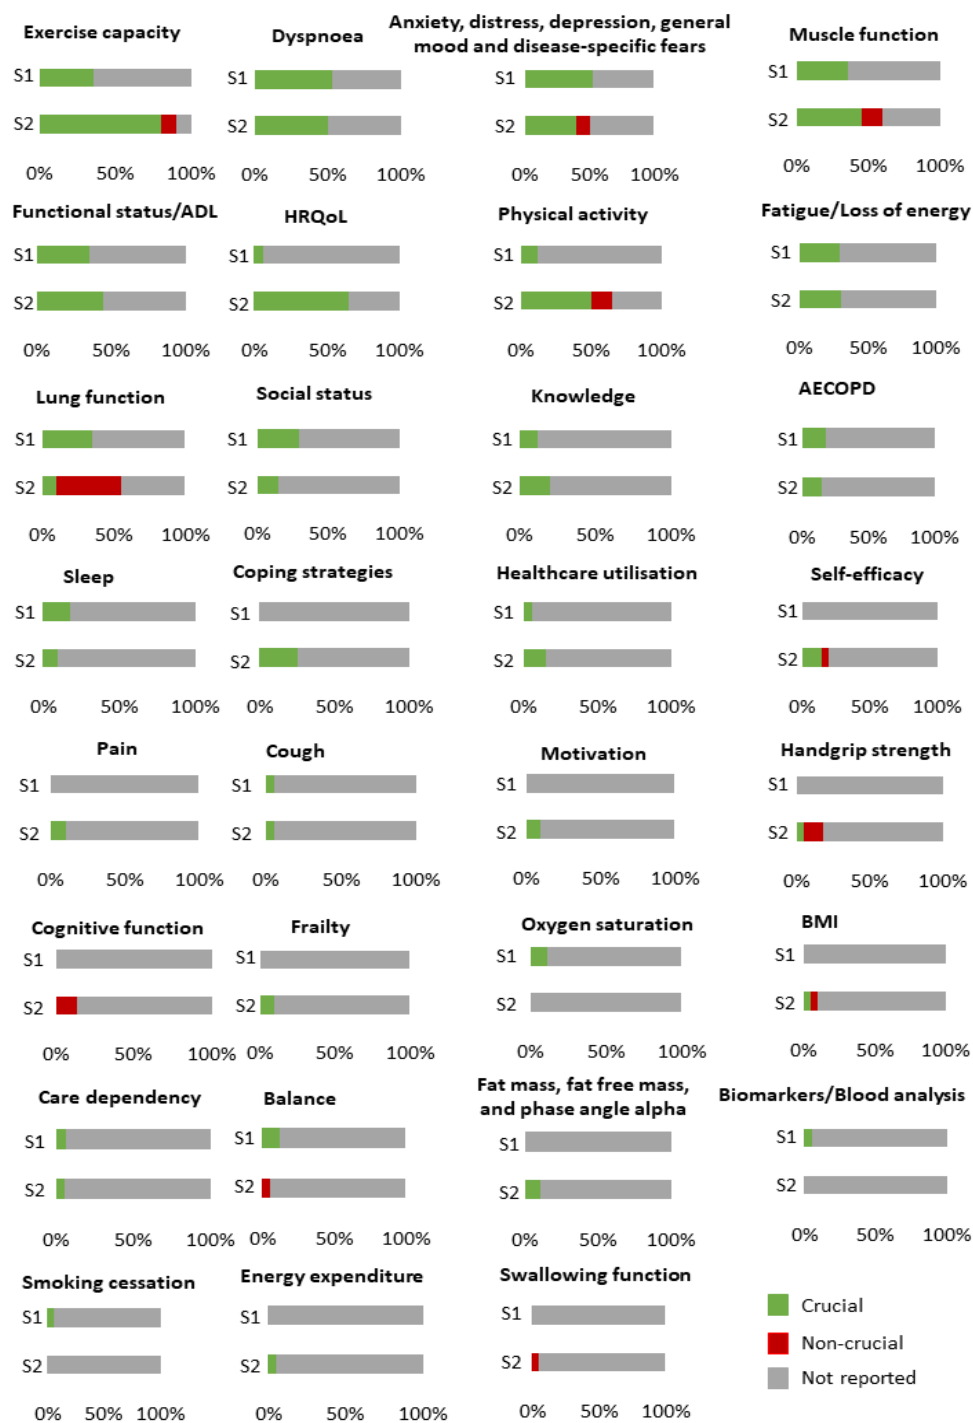 Exercise capacity
S1
S2
0% 50% 100%
Dyspnoea
S1
S2
0% 50% 100%
Anxiety, distress, depression, general
mood and disease-specific fears
S1
S2
0% 50% 100%
Muscle function
S1
S2
0% 50% 100%
Functional status/ADL
S1
S2
0% 50% 100%
HRQoL
S1
S2
0% 50% 100%
Physical activity
S1
S2
0% 50% 100%
Fatigue/Loss of energy
S1
S2
0% 50% 100%
Lung function
S1
S2
0% 50% 100%
Social status
S1
S2
0% 50% 100%
Knowledge
S1
S2
0% 50% 100%
AECOPD
S1
S2
0% 50% 100%
Sleep
S1
S2
0% 50% 100%
Coping strategies
S1
S2
0% 50% 100%
Healthcare utilisation
S1
S2
0% 50% 100%
Self-efficacy
S1
S2
0% 50% 100%
Pain
S1
S2
0% 50% 100%
Cough
S1
S2
0% 50% 100%
Motivation
S1
S2
0% 50% 100%
Handgrip strength
S1
S2
0% 50% 100%
Cognitive function
S1
S2
0% 50% 100%
Frailty
S1
S2
0% 50% 100%
Oxygen saturation
S1
S2
0% 50% 100%
BMI
S1
S2
0% 50% 100%
Care dependency
S1
S2
0% 50% 100%
Balance
S1
S2
0% 50% 100%
Fat mass, fat free mass,
and phase angle alpha
S1
S2
0% 50% 100%
Biomarkers/Blood analysis
S1
S2
0% 50% 100%
Smoking cessation
S1
S2
0% 50% 100%
Energy expenditure
S1
S2
0% 50% 100%
Swallowing function
S1
S2
0% 50% 100%
Crucial
Non-crucial
Not reported